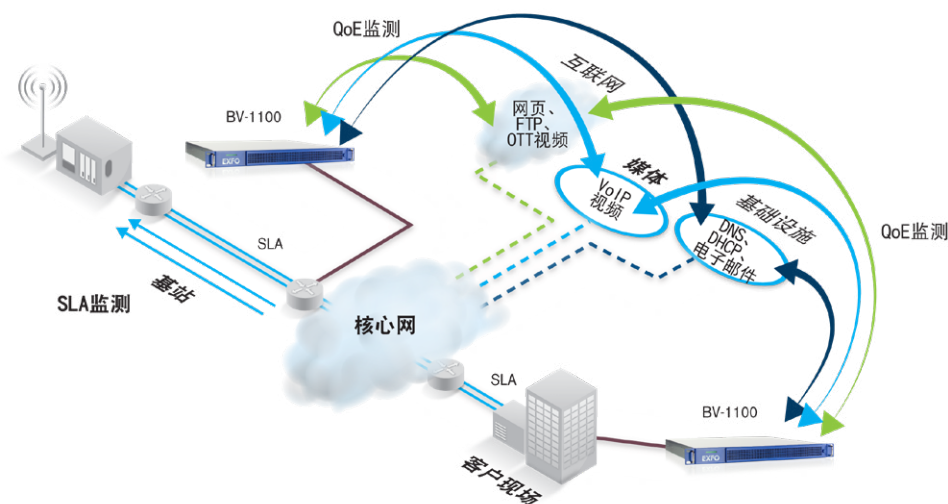 QoE监测
互联网
BV-1100
网页、
FTP、
OTT视频
EXFO
媒体
VoIP
视频
基础设施
QoE监测
DNS、
DHCP、
电子邮件
SLA
基站
SLA监测
核心网
SLA
BV-1100
EXFO
客户现场